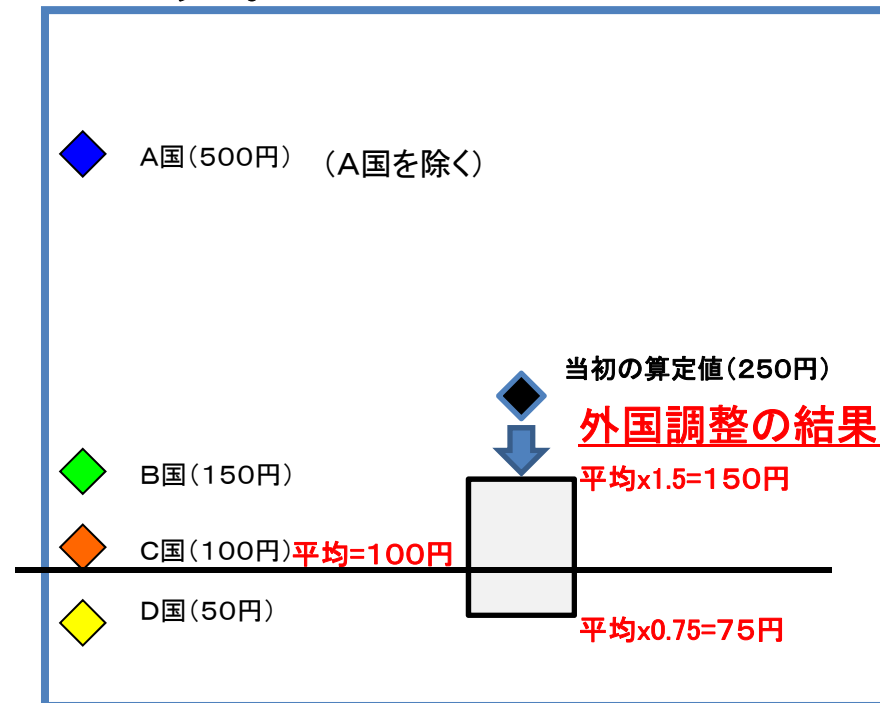 A国(500円) (A国を除く)
当初の算定値(250円)
外国調整の結果
B国(150円)
平均x1.5=150円
C国(100円)平均=100円
D国(50円)
平均x0.75=75円